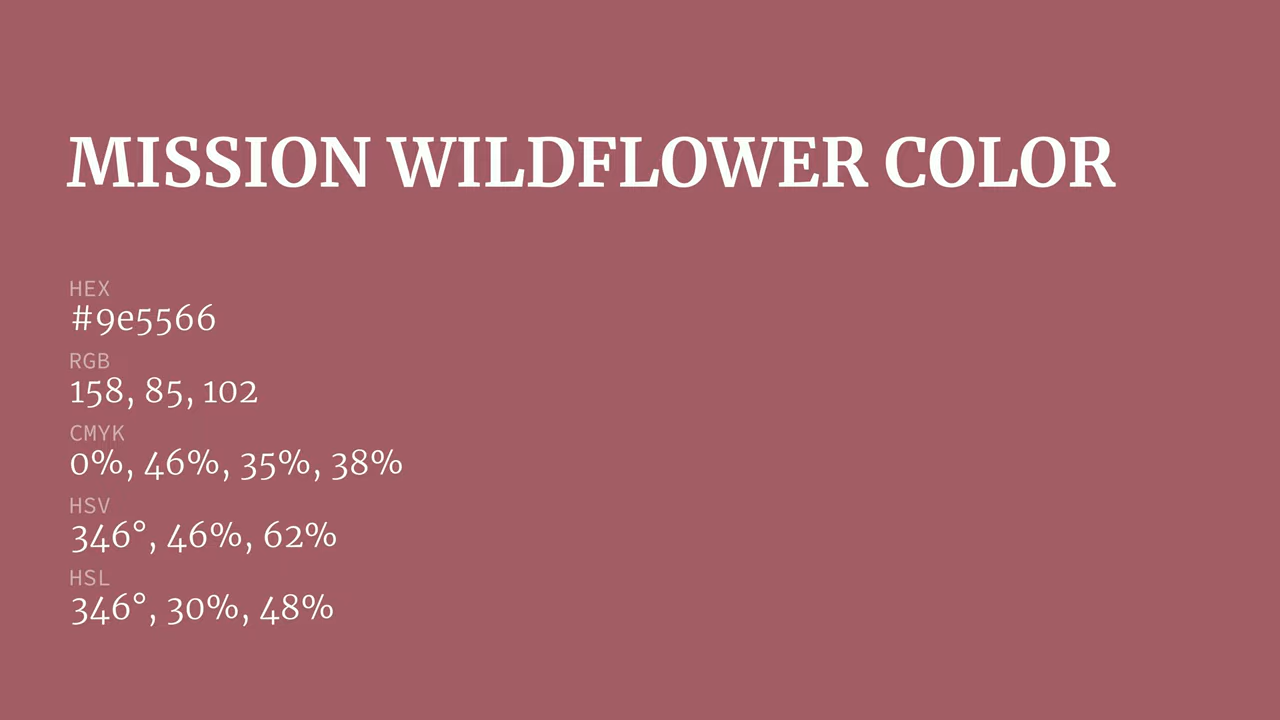 MISSION WILDFLOWER COLOR
HEX
#9e5566
RGB
158, 85, 102
CMYK
0%, 46%, 35%, 38%
HSV
346°, 46%, 62%
HSL
346°, 30%, 48%